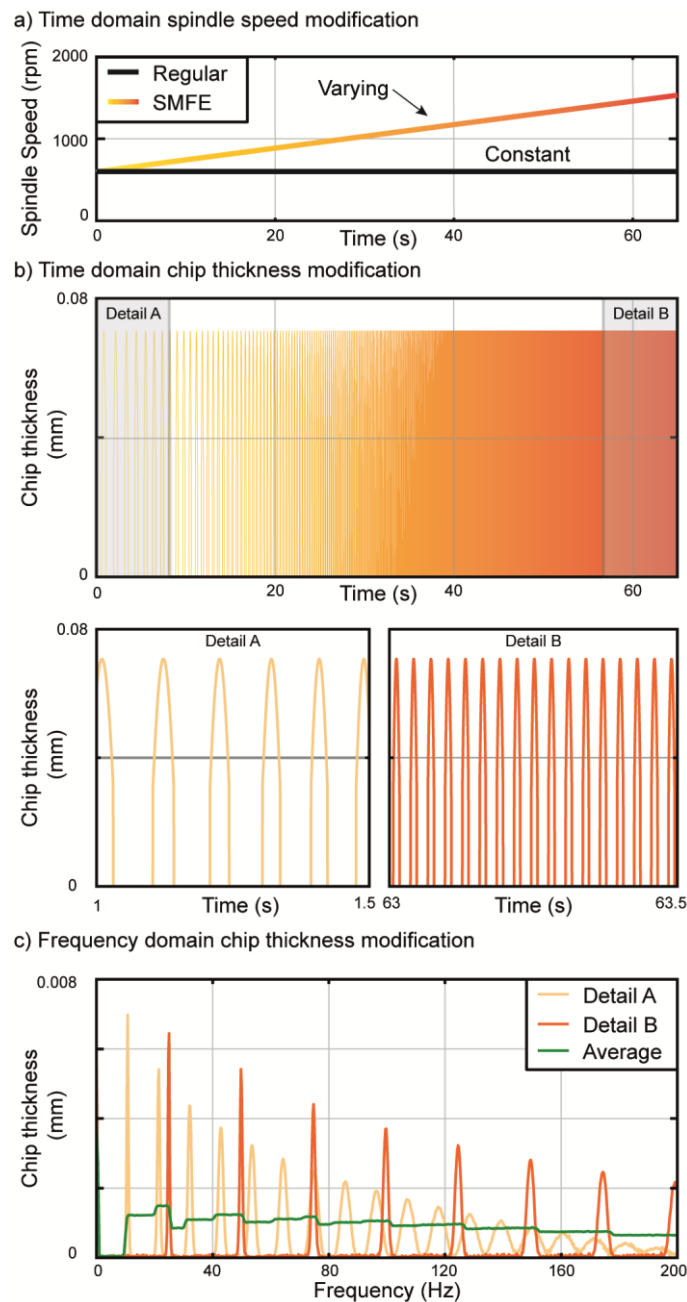 a) Time domain spindle speed modification
Spindle Speed (rpm)
2000
1000
0
Regular
SMFE
Varying
Constant
0
20
40
60
Time (s)
b) Time domain chip thickness modification
Chip thickness
(mm)
0.08
0
Detail A
Detail B
0
20
40
60
Time (s)
Chip thickness
(mm)
0.08
0
Detail A
1
Time (s)
1.5
Detail B
63
Time (s)
63.5
c) Frequency domain chip thickness modification
Chip thickness
(mm)
0.008
0
Detail A
Detail B
Average
0
40
80
120
160
200
Frequency (Hz)